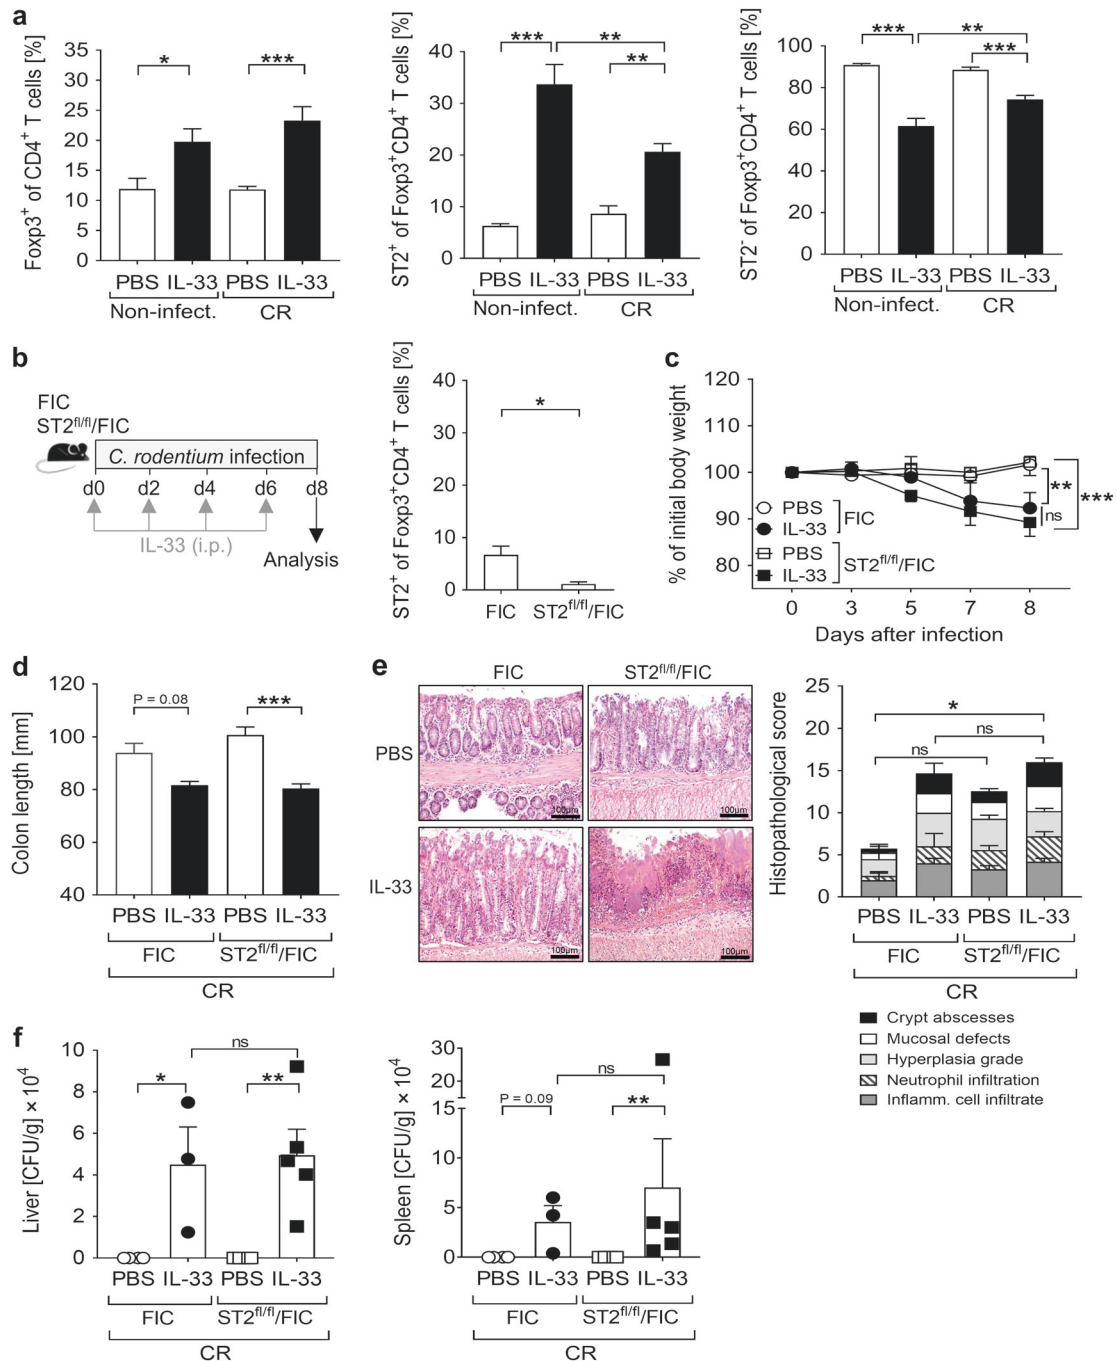 a
Foxp3⁺ of CD4⁺ T cells [%]
35
30
25
20
15
10
5
0
*
***
PBS IL-33 PBS IL-33
Non-infect. CR
ST2⁺ of Foxp3⁺CD4⁺ T cells [%]
40
30
20
10
0
***
**
**
PBS IL-33 PBS IL-33
Non-infect. CR
ST2⁻ of Foxp3⁺CD4⁺ T cells [%]
100
80
60
40
20
0
***
**
***
PBS IL-33 PBS IL-33
Non-infect. CR
b
FIC
ST2fl/fl/FIC
C. rodentium infection
d0 d2 d4 d6 d8
IL-33 (i.p.)
Analysis
ST2⁺ of Foxp3⁺CD4⁺ T cells [%]
40
30
20
10
0
*
FIC ST2fl/fl/FIC
c
% of initial body weight
120
110
100
90
80
**
ns
***
PBS
IL-33
FIC
PBS
IL-33
ST2fl/fl/FIC
0 3 5 7 8
Days after infection
d
Colon length [mm]
120
100
80
60
40
P = 0.08
***
PBS IL-33 PBS IL-33
FIC ST2fl/fl/FIC
CR
e
FIC ST2fl/fl/FIC
PBS
100µm
100µm
IL-33
100µm
100µm
Histopathological score
25
20
15
10
5
0
*
ns
ns
PBS IL-33 PBS IL-33
FIC ST2fl/fl/FIC
CR
Crypt abscesses
Mucosal defects
Hyperplasia grade
Neutrophil infiltration
Inflamm. cell infiltrate
f
Liver [CFU/g] × 10⁴
10
8
6
4
2
0
ns
*
**
PBS IL-33 PBS IL-33
FIC ST2fl/fl/FIC
CR
Spleen [CFU/g] × 10⁴
30
25
20
15
10
5
0
ns
P = 0.09
**
PBS IL-33 PBS IL-33
FIC ST2fl/fl/FIC
CR